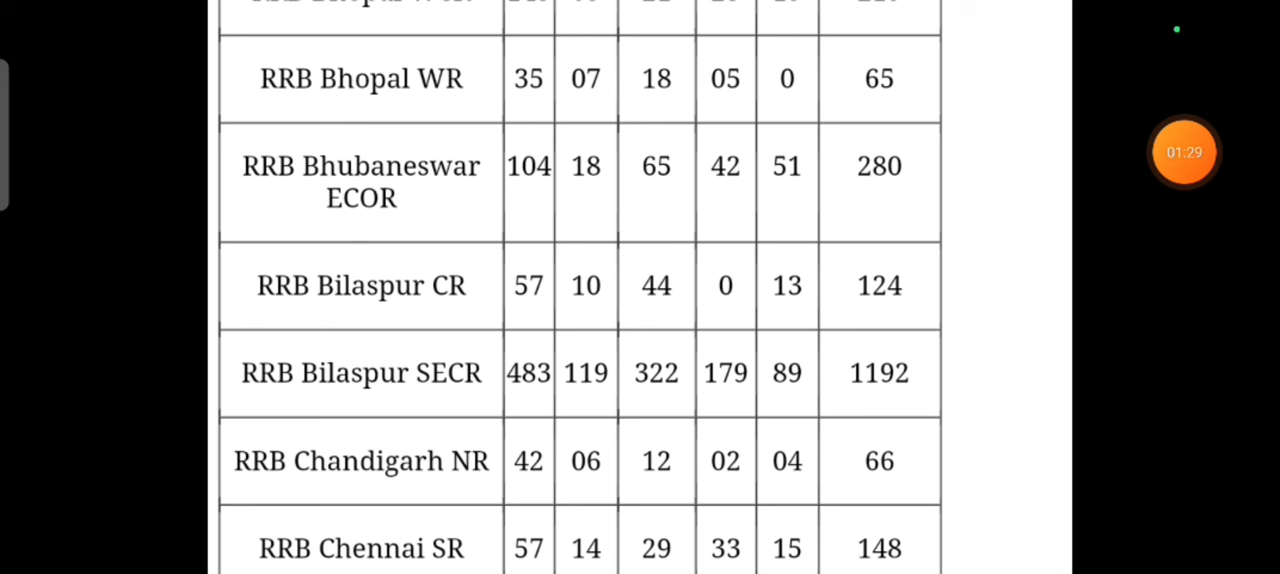 RRB Bhopal WR 35 07 18 05 0 65
RRB Bhubaneswar 104 18 65 42 51 280
ECOR
RRB Bilaspur CR 57 10 44 0 13 124
RRB Bilaspur SECR 483 119 322 179 89 1192
RRB Chandigarh NR 42 06 12 02 04 66
RRB Chennai SR 57 14 29 33 15 148
01:29